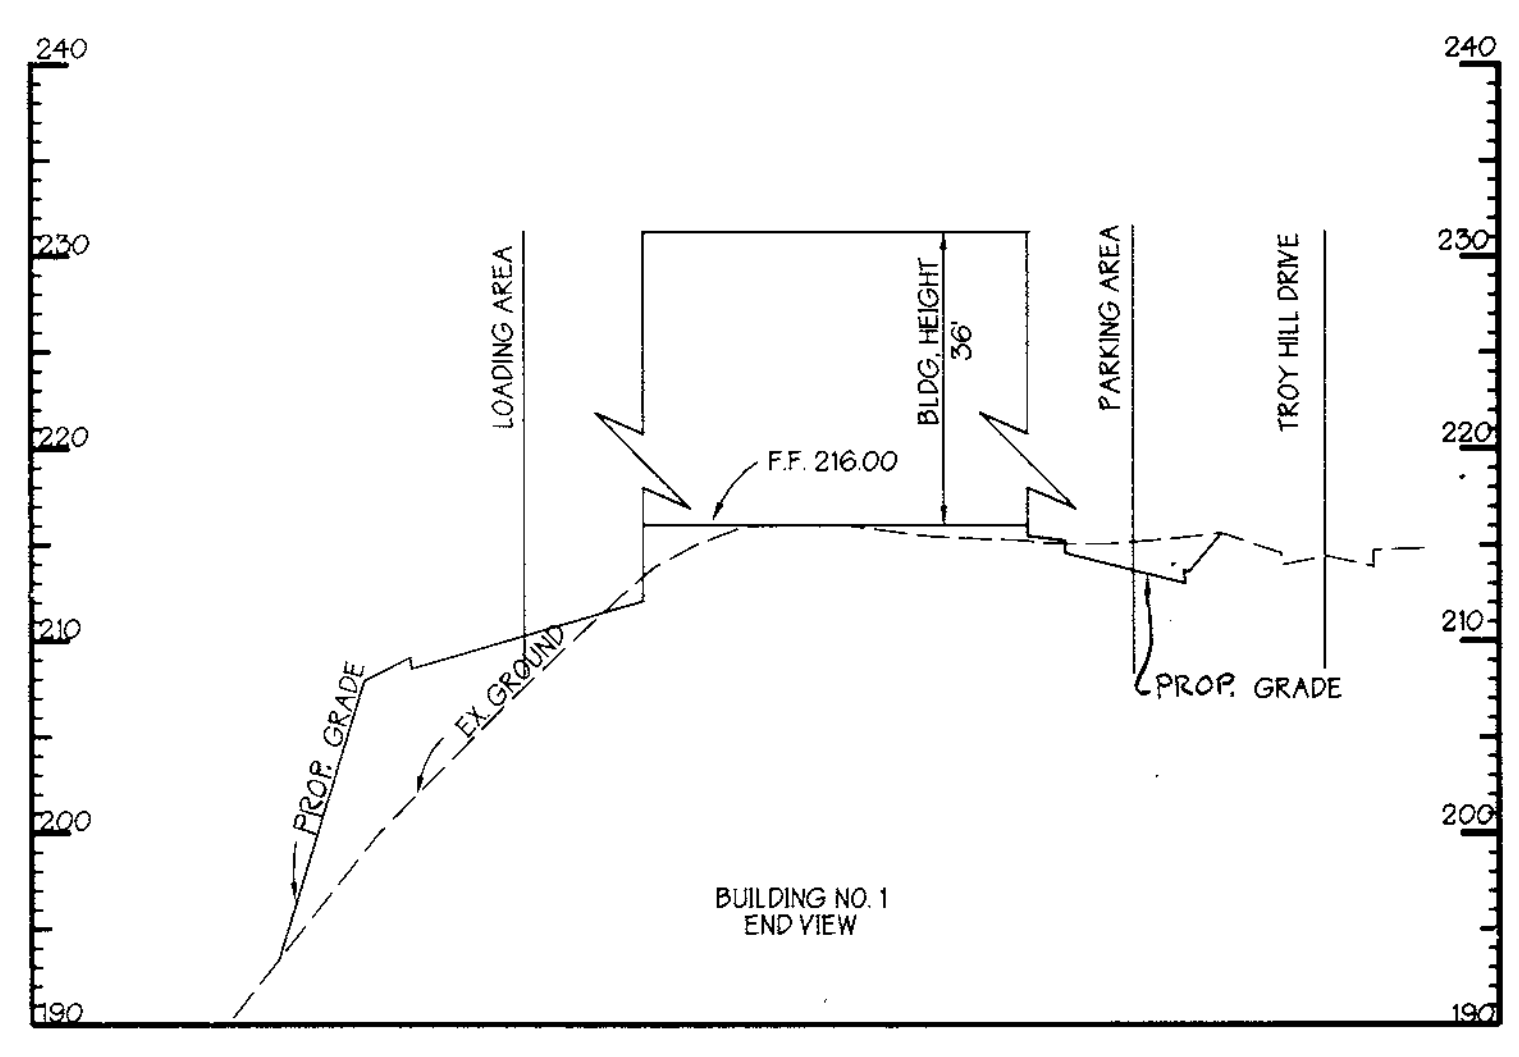 240
240
230
230
220
220
210
210
200
200
190
190
LOADING AREA
BLDG. HEIGHT
36'
PARKING AREA
TROY HILL DRIVE
F.F. 216.00
PROP. GRADE
EX. GROUND
PROP. GRADE
BUILDING NO. 1
END VIEW